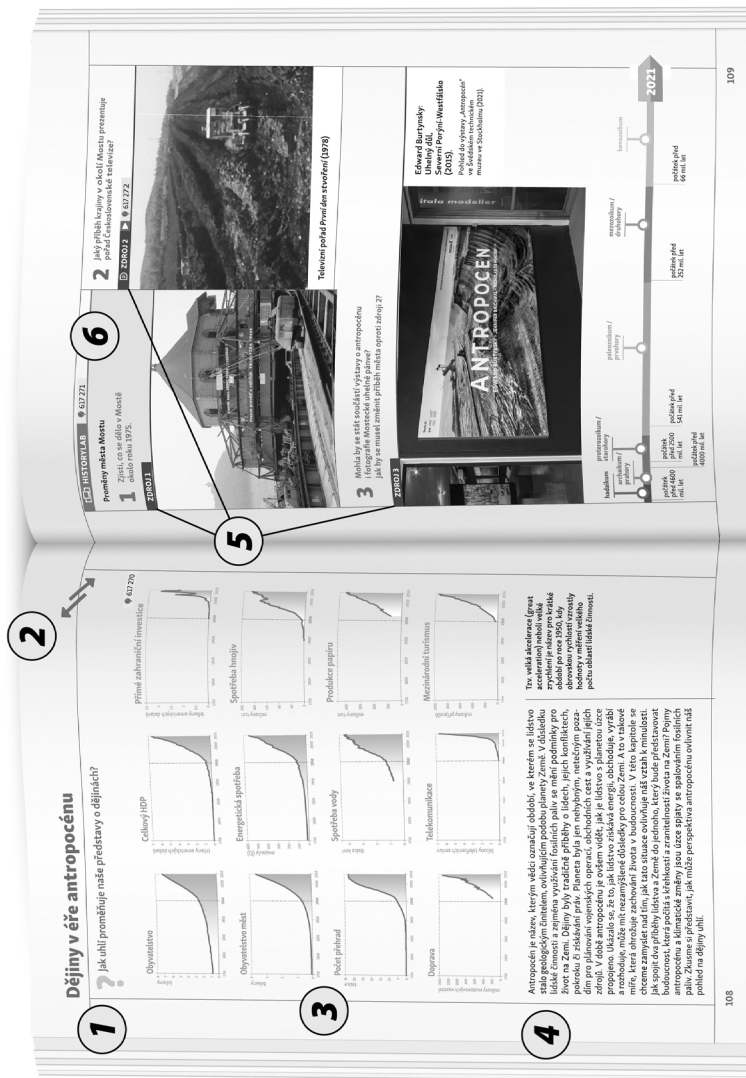 1
Dějiny v éře antropocénu
? Jak uhlí proměňuje naše představy o dějinách?
2
617 270
3
Obyvatelstvo
Celkový HDP
Přímé zahraniční investice
Obyvatelstvo měst
Energetická spotřeba
Spotřeba hnojiv
Počet přehrad
Spotřeba vody
Produkce papíru
Doprava
Telekomunikace
Mezinárodní turismus
4
Antropocén je název, kterým vědci označují období, ve kterém se lidstvo
stalo geologickým činitelem, ovlivňujícím podobu planety Země. V důsledku
lidské činnosti a zejména využívání fosilních paliv se mění podmínky pro
život na Zemi. Dějiny byly tradičně příběhy o lidech, jejich konfliktech,
pokroku či získávání práv. Planeta byla jen nehybným, netečným poza-
dím pro plánování vojenských operací, obchodních cest a využívání jejich
zdrojů. V době antropocénu je ovšem vidět, jak je lidstvo s planetou úzce
propojeno. Ukázalo se, že to, jak lidstvo získává energii, obchoduje, vyrábí
a rozhoduje, může mít nezamýšlené důsledky pro celou Zemi. A to v takové
míře, která ohrožuje zachování života v budoucnosti. V této kapitole se
chceme zamyslet nad tím, jak tato situace ovlivňuje náš vztah k minulosti.
Jak spojit dva příběhy lidstva a Země do jednoho, který bude představovat
budoucnost, která počítá s křehkostí a zranitelností života na Zemi? Pojmy
antropocénu a klimatické změny jsou úzce spjaty se spalováním fosilních
paliv. Zkusme si představit, jak může perspektiva antropocénu ovlivnit náš
pohled na dějiny uhlí.
Tzv. velká akcelerace (great
acceleration) neboli velké
zrychlení je název pro krátké
období po roce 1950, kdy
obrovskou rychlostí vzrostly
hodnoty v měření velkého
počtu oblastí lidské činnosti.
108
HISTORYLAB 617 271
6
Proměny města Mostu
1 Zjisti, co se dělo v Mostě
okolo roku 1975.
ZDROJ 1
2 Jaký příběh krajiny v okolí Mostu prezentuje
pořad Československé televize?
ZDROJ 2 617 272
5
Televizní pořad První den stvoření (1978)
3 Mohla by se stát součástí výstavy o antropocénu
i fotografie Mostecké uhelné pánve?
Jak by se musel změnit příběh města oproti zdroji 2?
ZDROJ 3
itala modeller
ANTROPOCEN
Edward Burtynsky:
Uhelný důl,
Severní Porýní-Westfálsko
(2015).
Pohled do výstavy „Antropocén“
ve Švédském technickém
muzeu ve Stockholmu (2021).
hadaikum
archaikum /
prahory
proterozoikum /
starohory
paleozoikum /
prvohory
mezozoikum /
druhohory
kenozoikum
2021
počátek
před 4600
mil. let
počátek před
4000 mil. let
počátek
před 2500
mil. let
počátek před
541 mil. let
počátek před
252 mil. let
počátek před
66 mil. let
109